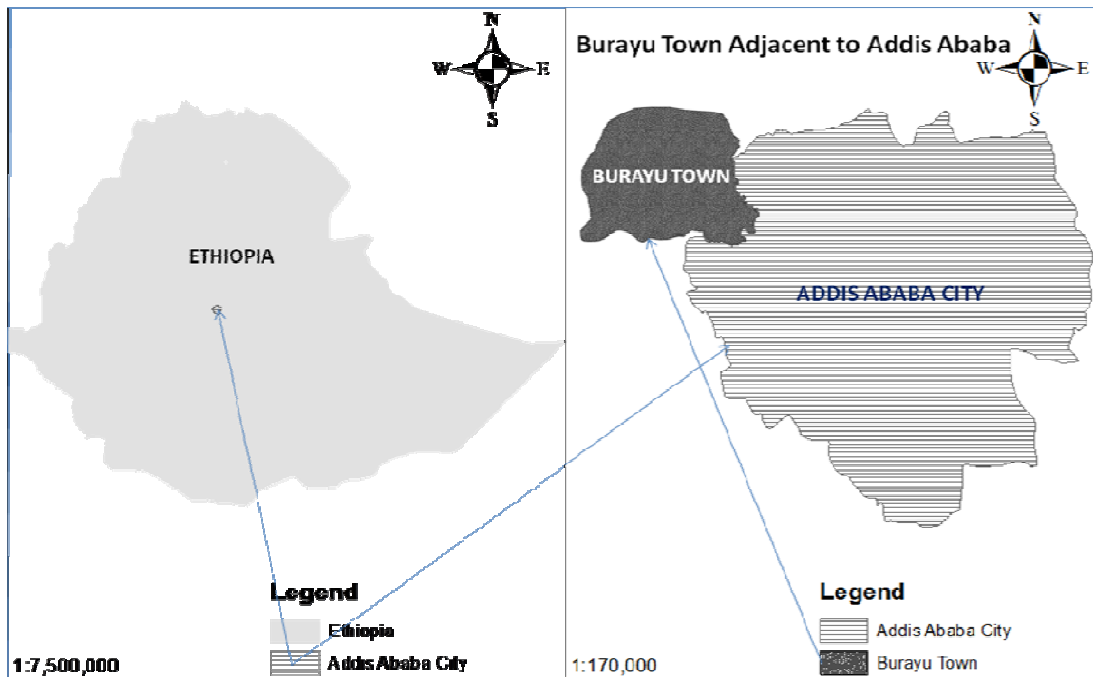 N
W E
S
ETHIOPIA
Legend
Ethiopia
Addis Ababa City
1:7,500,000
Burayu Town Adjacent to Addis Ababa
N
W E
S
BURAYU TOWN
ADDIS ABABA CITY
Legend
Addis Ababa City
Burayu Town
1:170,000